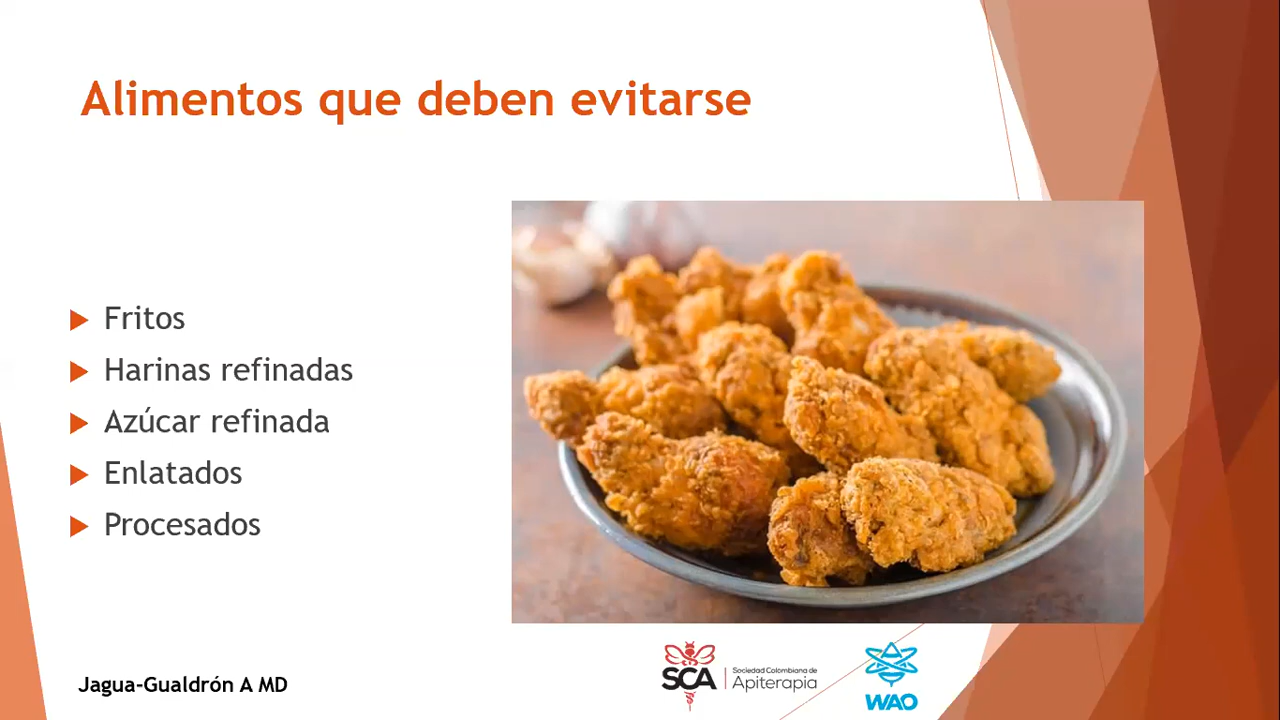 Alimentos que deben evitarse
Fritos
Harinas refinadas
Azúcar refinada
Enlatados
Procesados
Jagua-Gualdrón A MD
SCA
Sociedad Colombiana de
Apiterapia
WAO